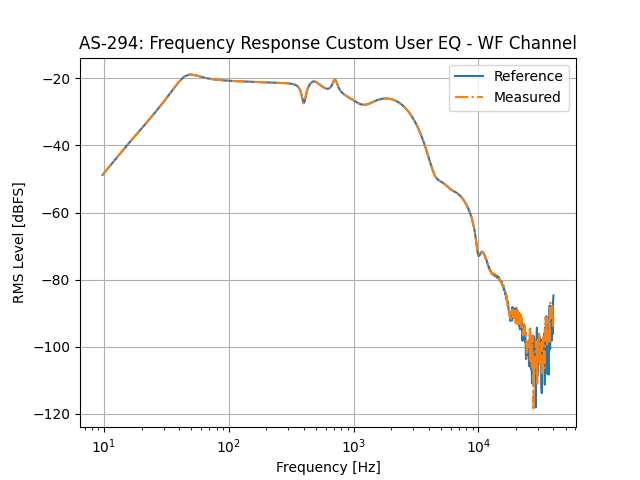 AS-294: Frequency Response Custom User EQ - WF Channel
Reference
Measured
RMS Level [dBFS]
−20
−40
−60
−80
−100
−120
10¹
10²
10³
10⁴
Frequency [Hz]